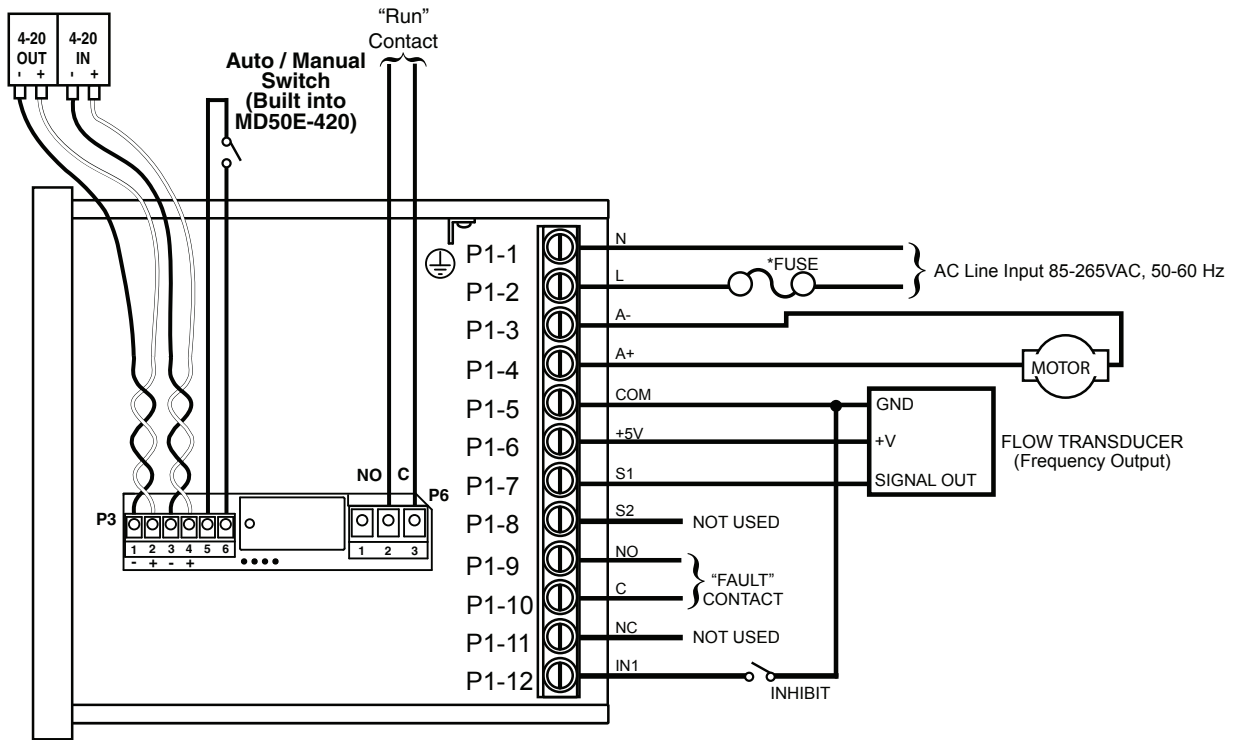 4-20
OUT
- +
4-20
IN
- +
Auto / Manual
Switch
(Built into
MD50E-420)
“Run”
Contact
NO C
P6
P3
1 2 3 4 5 6
- + - +
1 2 3
P1-1
P1-2
P1-3
P1-4
P1-5
P1-6
P1-7
P1-8
P1-9
P1-10
P1-11
P1-12
N
L
*FUSE
AC Line Input 85-265VAC, 50-60 Hz
A-
A+
MOTOR
COM
GND
+5V
+V
S1
SIGNAL OUT
FLOW TRANSDUCER
(Frequency Output)
S2
NOT USED
NO
C
“FAULT”
CONTACT
NC
NOT USED
IN1
INHIBIT